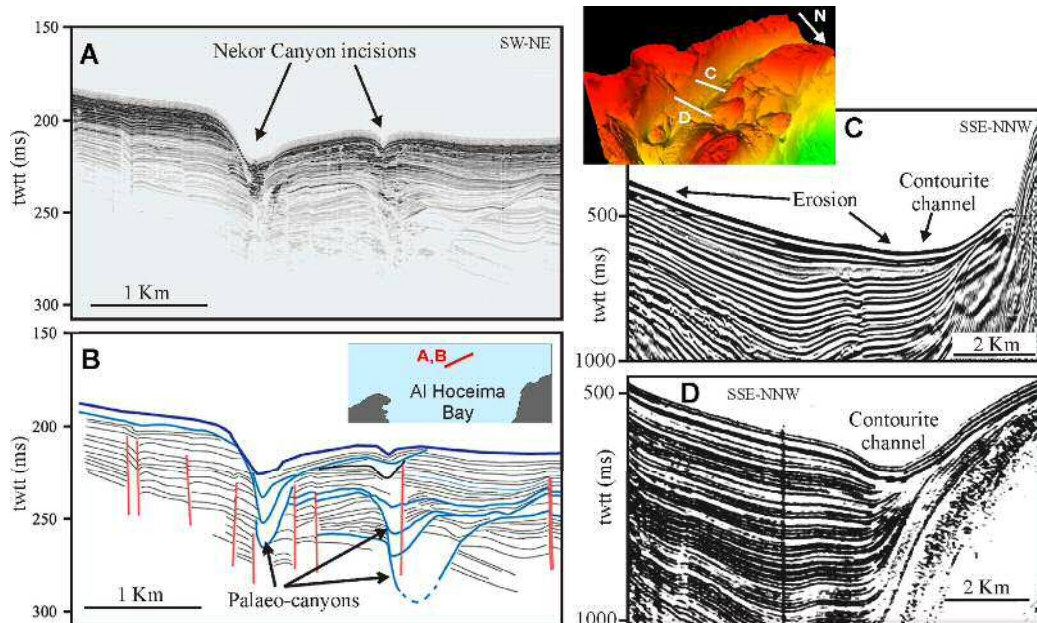 150
A
SW-NE
Nekor Canyon incisions
200
twtt (ms)
250
1 Km
300
150
B
A,B
Al Hoceima
Bay
200
twtt (ms)
250
1 Km
Palaeo-canyons
300
N
C
D
C
SSE-NNW
Contourite
channel
Erosion
500
twtt (ms)
2 Km
1000
500
D
SSE-NNW
Contourite
channel
twtt (ms)
2 Km
1000